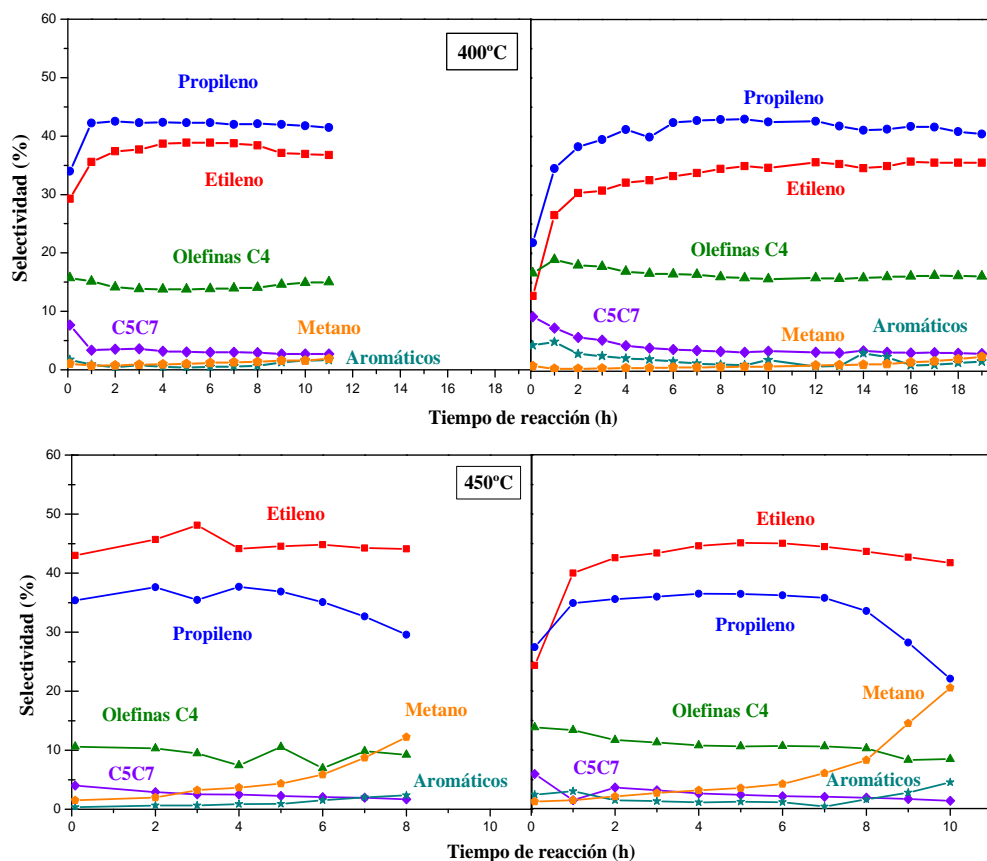 60
50
40
30
20
10
0
Selectividad (%)
400ºC
Propileno
Etileno
Olefinas C4
C5C7
Metano
Aromáticos
0 2 4 6 8 10 12 14 16 18
Propileno
Etileno
Olefinas C4
Metano
Aromáticos
0 2 4 6 8 10 12 14 16 18
Tiempo de reacción (h)
60
50
40
30
20
10
0
Selectividad (%)
450ºC
Etileno
Propileno
Olefinas C4
Metano
C5C7
Aromáticos
0 2 4 6 8 10
Etileno
Propileno
Metano
Olefinas C4
C5C7
Aromáticos
0 2 4 6 8 10
Tiempo de reacción (h)